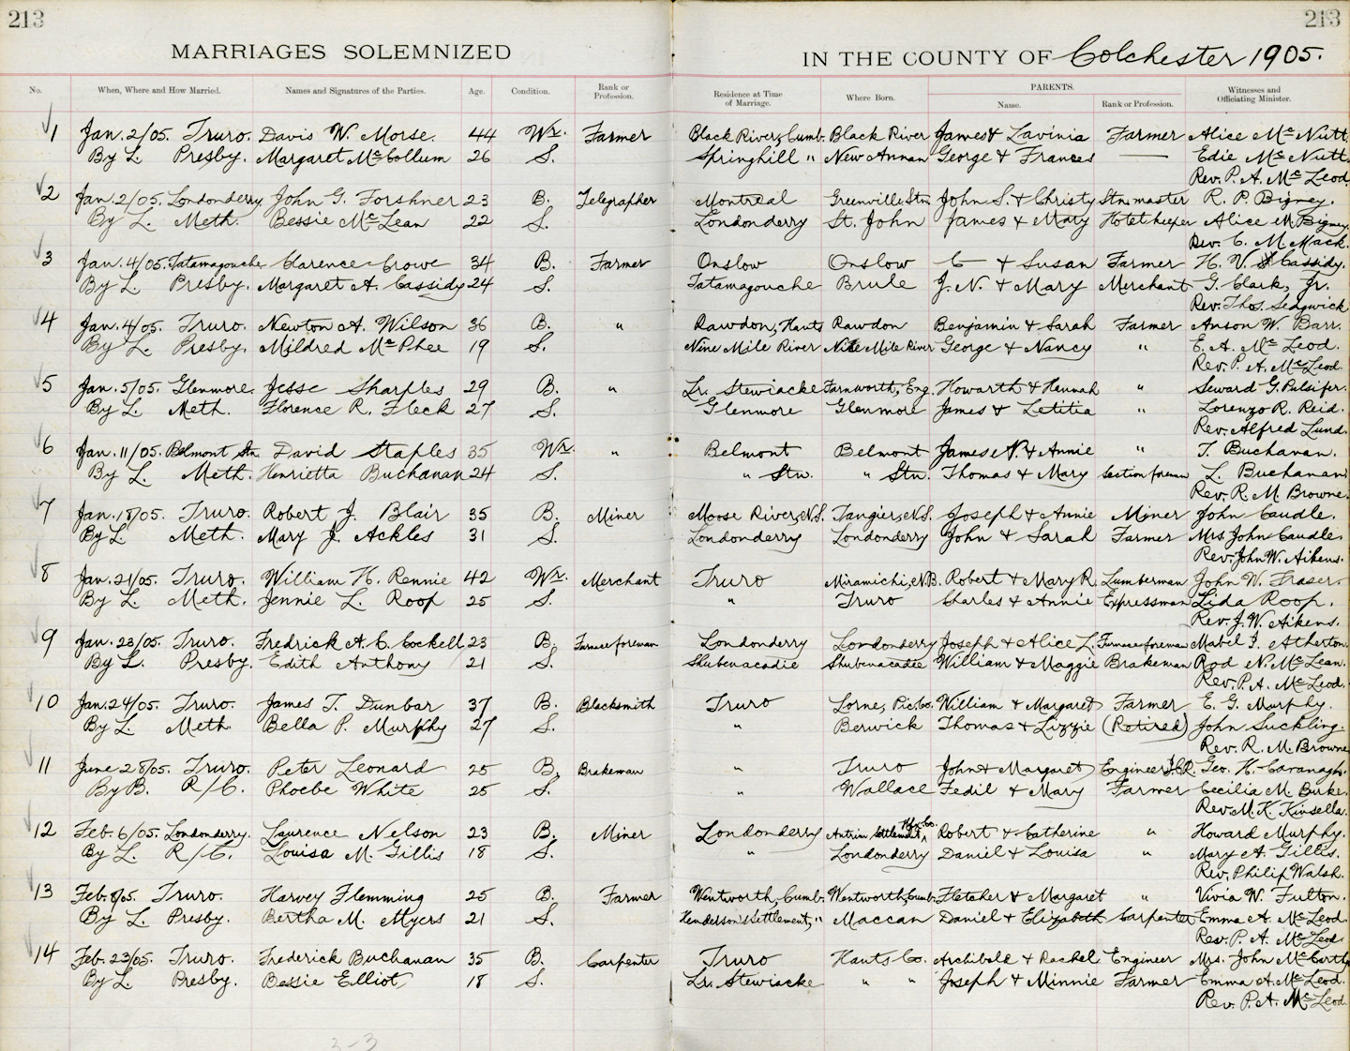 213
213
MARRIAGES SOLEMNIZED
IN THE COUNTY OF Colchester 1905.
No. When, Where and How Married. Names and Signatures of the Parties. Age. Condition. Rank or Profession. Residence at Time of Marriage. Where Born. PARENTS. Name. Rank or Profession. Witnesses and Officiating Minister.
1 Jan. 2/05. Truro. Davis W. Morse. 44 Wr. Farmer Black River, Cumb. Black River James & Lavinia Farmer Alice McNutt.
By L. Presby. Margaret McCollum 26 S. Springhill " New Annan George & Frances — Edie McNutt.
Rev. P. A. McLeod.
2 Jan. 2/05. Londonderry John G. Forshner 23 B. Telegrapher Montreal Greenville Stn John S. & Christy Stn. master R. P. Bigney.
By L. Meth. Bessie McLean 22 S. Londonderry St. John James & Mary Hotel keeper Alice M. Bigney.
Rev. C. M. Mack.
3 Jan. 4/05. Tatamagouche Clarence Crowe 34 B. Farmer Onslow Onslow C & Susan Farmer H. V. Cassidy.
By L. Presby. Margaret A. Cassidy 24 S. Tatamagouche Brule J. N. & Mary Merchant G. Clark, Jr.
Rev. Thos. Sedgwick
4 Jan. 4/05. Truro. Newton A. Wilson 36 B. " Rawdon, Hants Rawdon Benjamin & Sarah Farmer Anson W. Barr.
By L. Presby. Mildred McPhee 19 S. Nine Mile River Nine Mile River George & Nancy " E. A. McLeod.
Rev. P. A. McLeod.
5 Jan. 5/05. Glenmore. Jesse Sharples 29 B. " Lr. Stewiacke Farnworth, Eng. Howarth & Hannah " Seward G. Pulsifer.
By L. Meth. Florence R. Fleck 27 S. Glenmore Glenmore James & Letitia " Lorenzo R. Reid.
Rev. Alfred Lund.
6 Jan. 11/05. Belmont Stn David Staples 35 Wr. " Belmont Belmont James N. & Annie " T. Buchanan.
By L. Meth. Henrietta Buchanan 24 S. " Stn. " Stn. Thomas & Mary Section foreman L. Buchanan
Rev. R. M. Browne.
7 Jan. 18/05. Truro. Robert J. Blair 35 B. Miner Moose River, N.S. Tangier, N.S. Joseph & Annie Miner John Caudle.
By L. Meth. Mary J. Ackles 31 S. Londonderry Londonderry John & Sarah Farmer Mrs John Caudle.
Rev. John W. Aikens.
8 Jan. 21/05. Truro. William H. Rennie 42 Wr. Merchant Truro Miramichi, N.B. Robert & Mary R. Lumberman John W. Fraser.
By L. Meth. Jennie L. Roop 25 S. " Truro Charles & Annie Expressman Lida Roop.
Rev. J. W. Aikens.
9 Jan. 23/05. Truro. Fredrick A. C. Cockell 23 B. Furnace foreman Londonderry Londonderry Joseph & Alice L. Furnace foreman Mabel I. Atherton.
By L. Presby. Edith Anthony 21 S. Shubenacadie Shubenacadie William & Maggie Brakeman Rod N. McLean.
Rev. P. A. McLeod.
10 Jan. 24/05. Truro. James T. Dunbar 37 B. Blacksmith Truro Lorne, Pic. Co. William & Margaret Farmer E. G. Murphy.
By L. Meth Bella P. Murphy 27 S. " Berwick Thomas & Lizzie (Retired) John Suckling.
Rev. R. M. Browne
11 June 28/05. Truro. Peter Leonard 25 B. Brakeman " Truro John & Margaret Engineer I.C.R. Geo. H. Cavanagh.
By B. R/C. Phoebe White 25 S. " Wallace Fedil & Mary Farmer Cecilia M. Burke.
Rev. M. K. Kinsella.
12 Feb. 6/05. Londonderry. Laurence Nelson 23 B. Miner Londonderry Antrim Settlement, Hfx. Co. Robert & Catherine " Howard Murphy.
By L. R/C. Louisa M. Gillis 18 S. " Londonderry Daniel & Louisa " Mary A. Gillis.
Rev. Philip Walsh.
13 Feb. 8/05. Truro. Harvey Flemming 25 B. Farmer Wentworth, Cumb. Wentworth, Cumb. Fletcher & Margaret " Vivia W. Fulton.
By L. Presby. Bertha M. Myers 21 S. Henderson's Settlement, " Maccan Daniel & Elizabeth Carpenter Emma A. McLeod.
Rev. P. A. McLeod.
14 Feb. 23/05. Truro. Frederick Buchanan 35 B. Carpenter Truro Hants Co. Archibald & Rachel Engineer Mrs. John McCarthy
By L. Presby. Bessie Elliot 18 S. Lr. Stewiacke " " Joseph & Minnie Farmer Emma A. McLeod.
Rev. P. A. McLeod
3-3